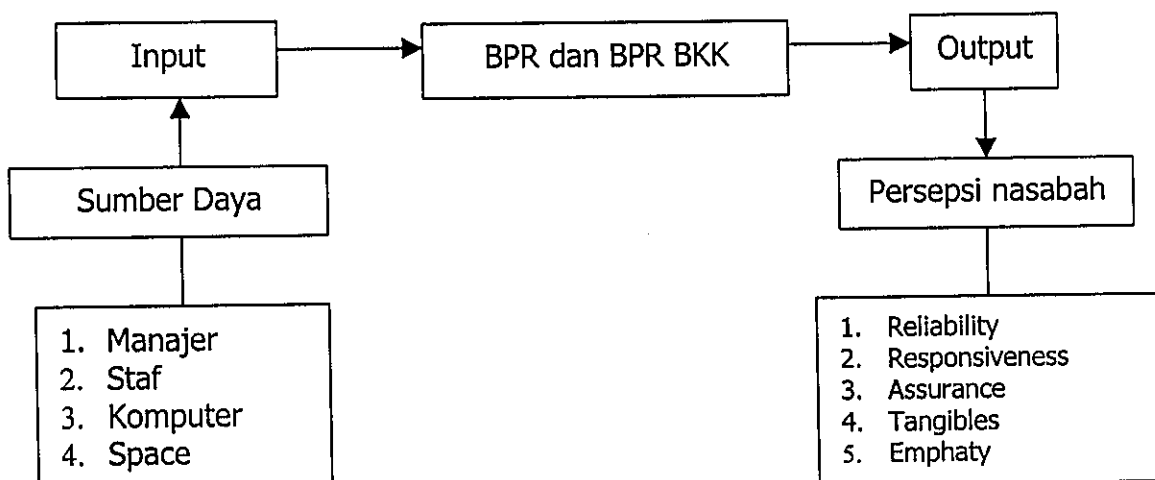 Input
BPR dan BPR BKK
Output
Sumber Daya
Persepsi nasabah
1. Manajer
2. Staf
3. Komputer
4. Space
1. Reliability
2. Responsiveness
3. Assurance
4. Tangibles
5. Emphaty